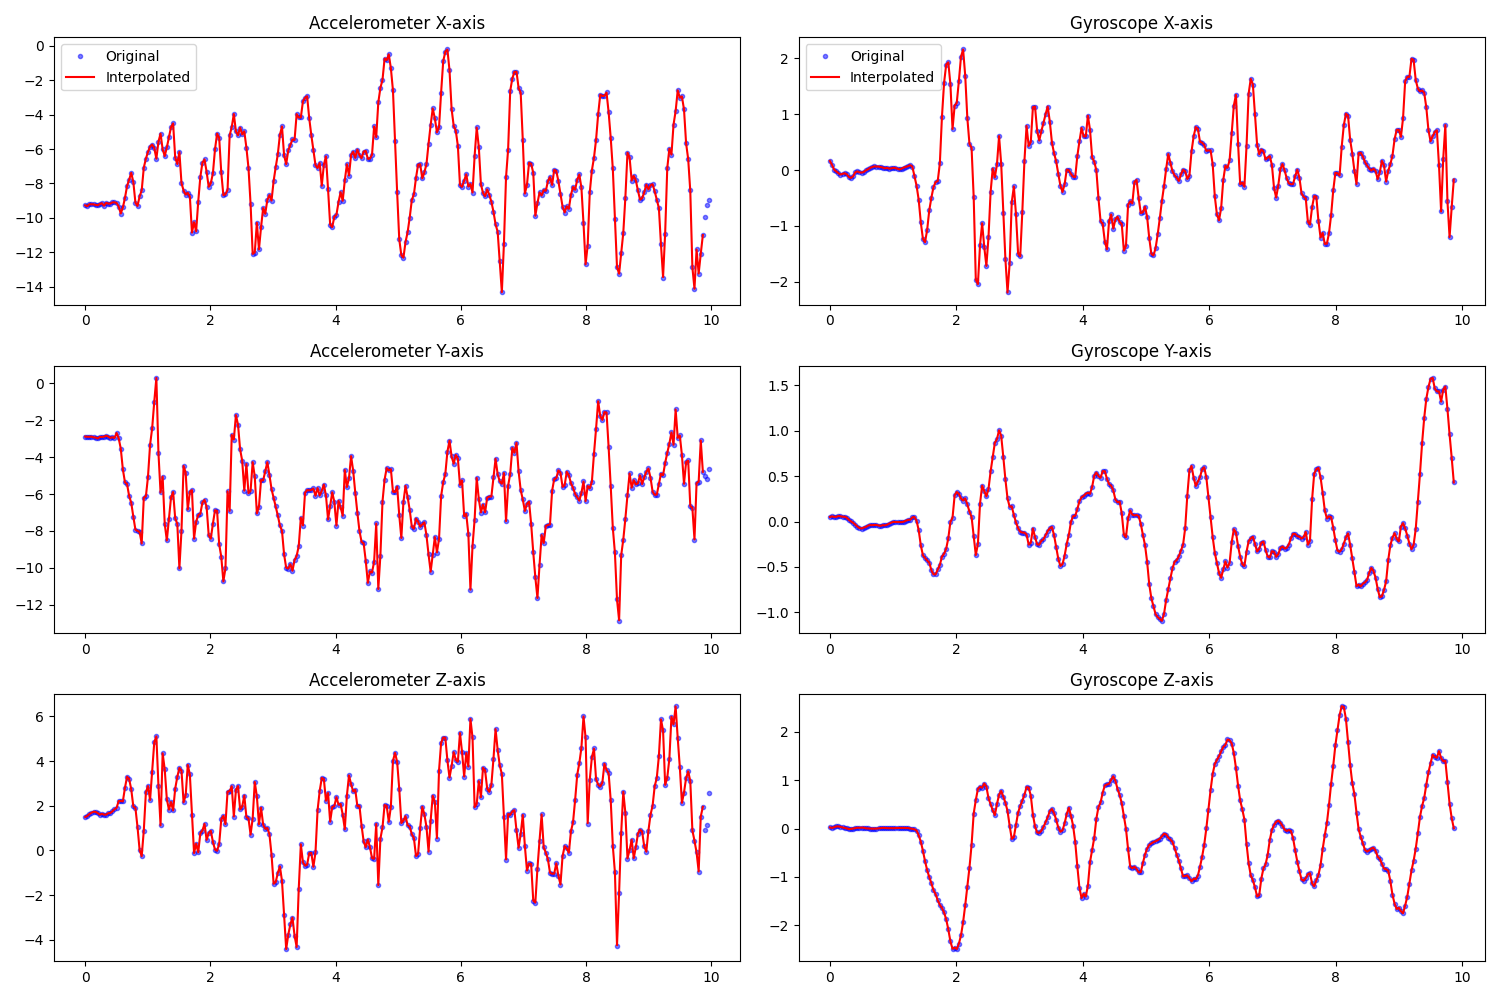 Accelerometer X-axis
Original
Interpolated
0
−2
−4
−6
−8
−10
−12
−14
0 2 4 6 8 10
Gyroscope X-axis
Original
Interpolated
2
1
0
−1
−2
0 2 4 6 8 10
Accelerometer Y-axis
0
−2
−4
−6
−8
−10
−12
0 2 4 6 8 10
Gyroscope Y-axis
1.5
1.0
0.5
0.0
−0.5
−1.0
0 2 4 6 8 10
Accelerometer Z-axis
6
4
2
0
−2
−4
0 2 4 6 8 10
Gyroscope Z-axis
2
1
0
−1
−2
0 2 4 6 8 10